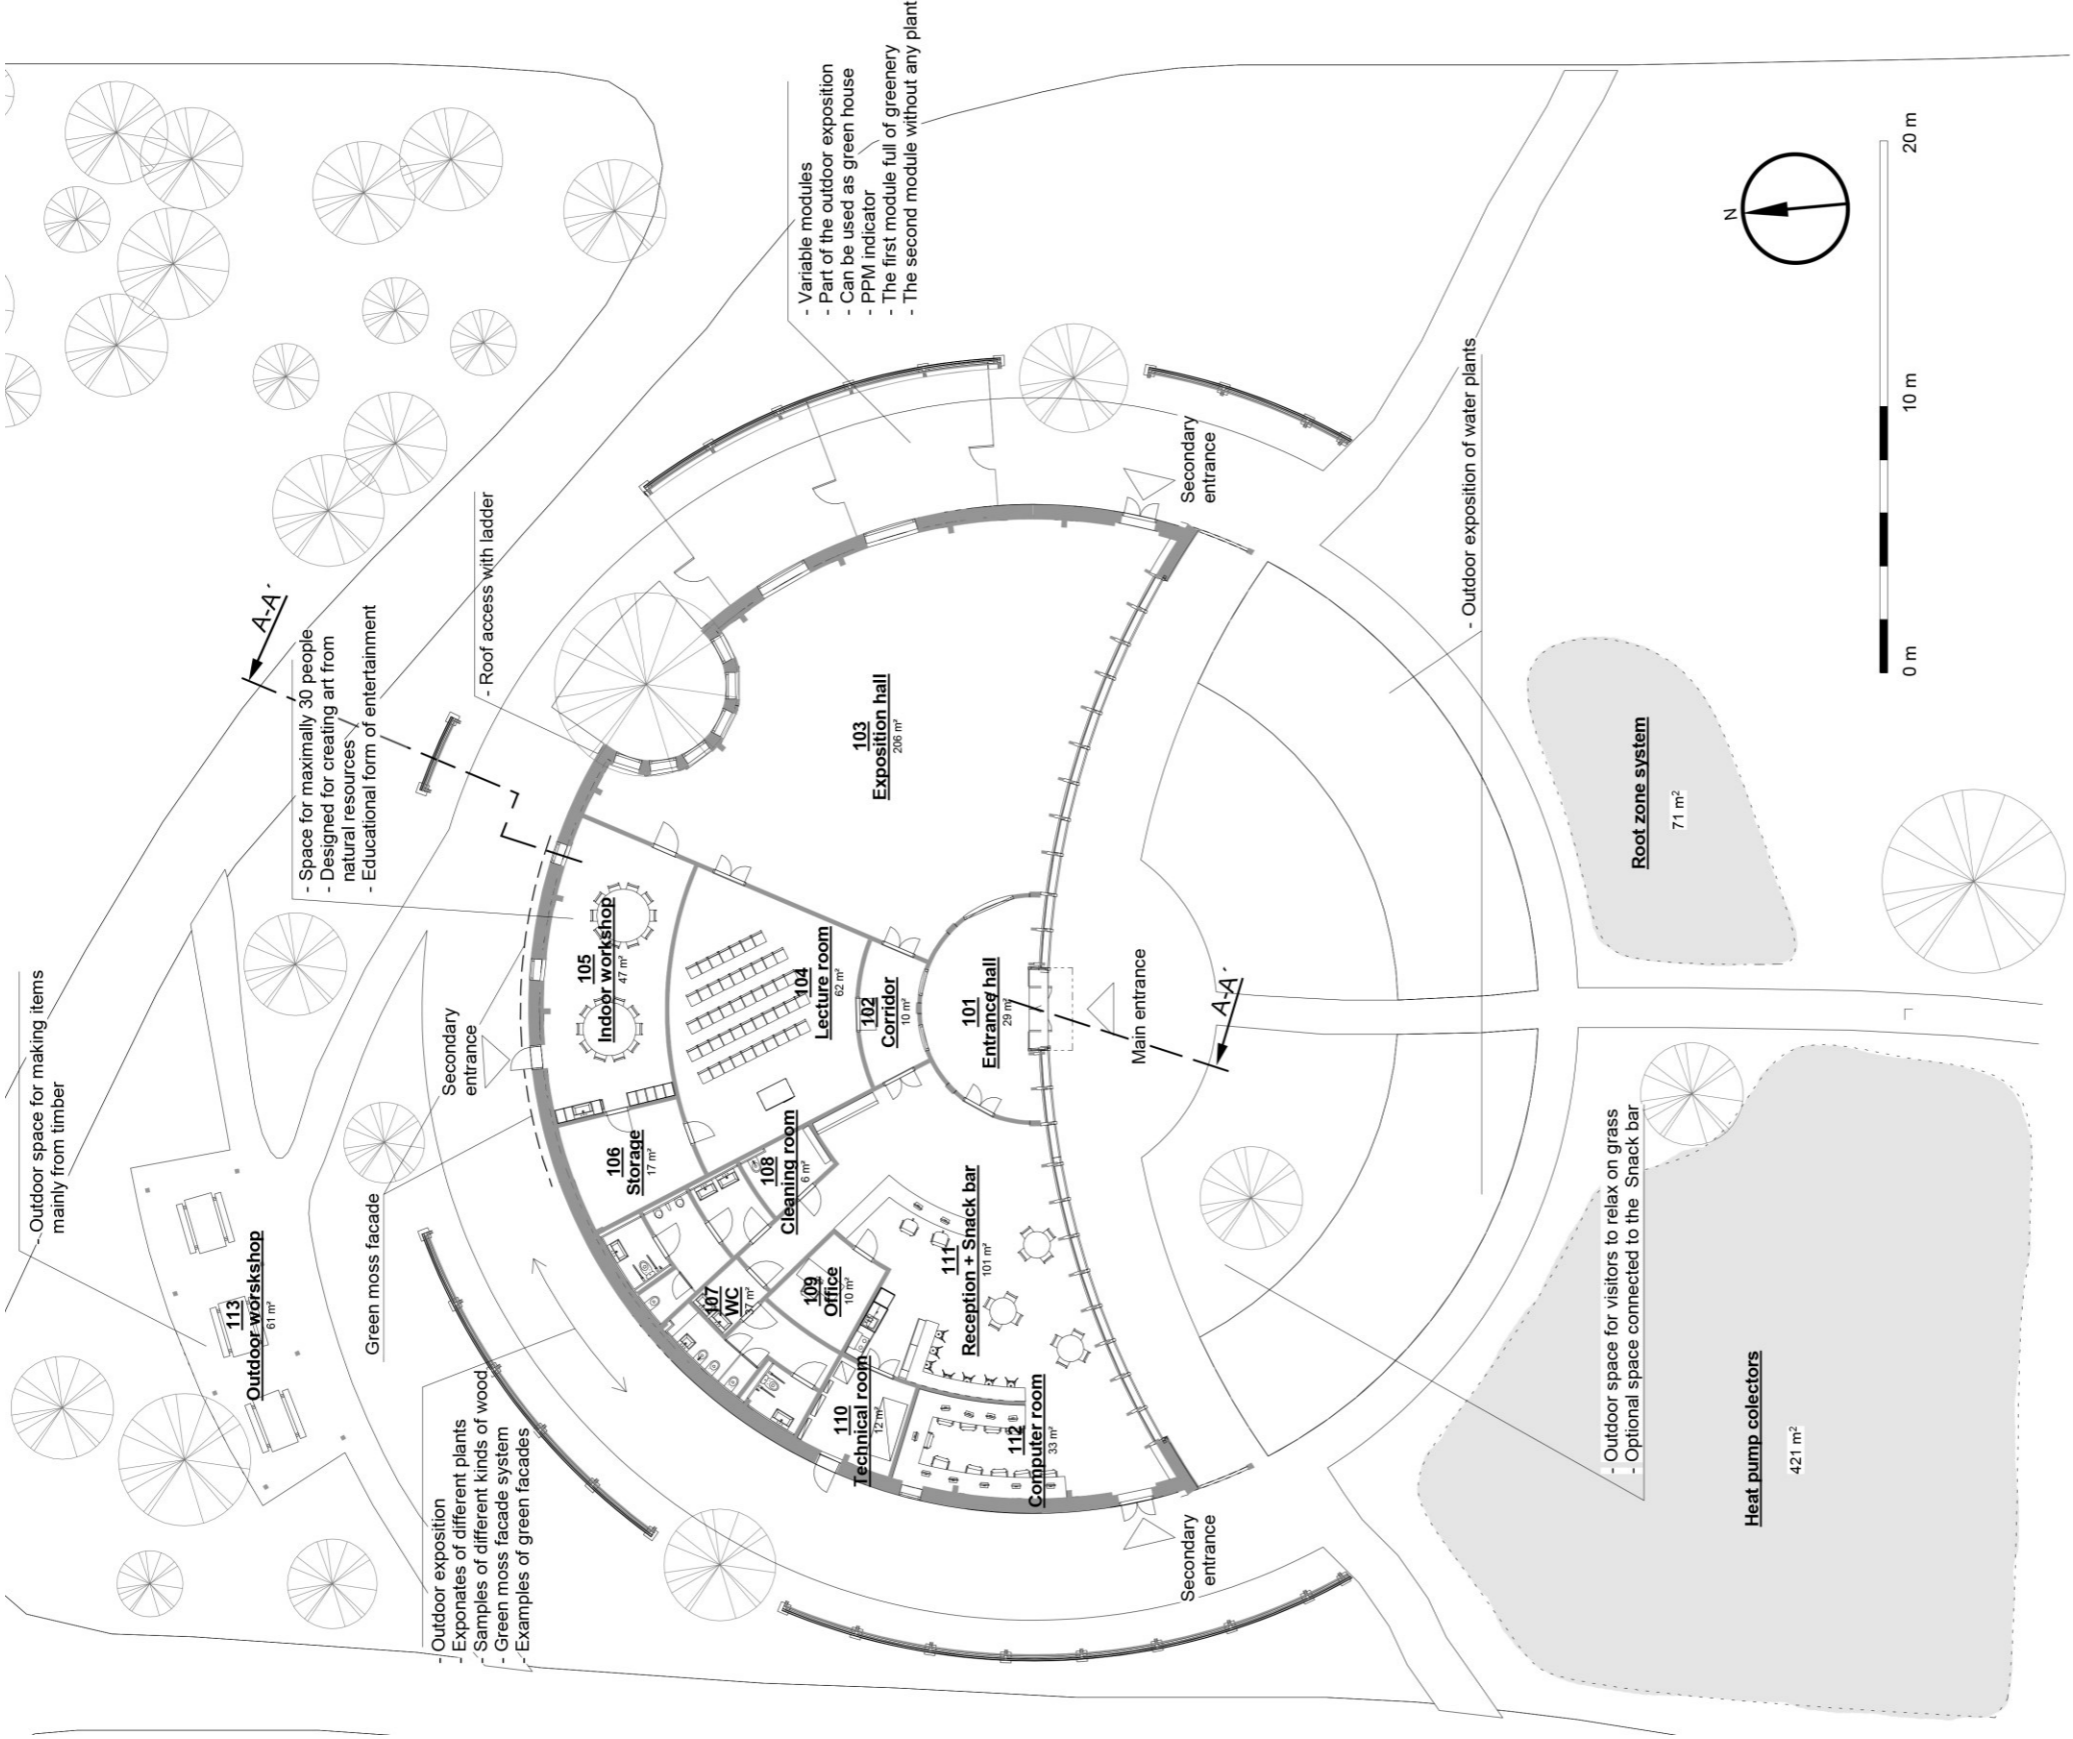 - Outdoor space for making items
mainly from timber
113
Outdoor worskshop
61 m²
Green moss facade
- Outdoor exposition
- Exponates of different plants
- Samples of different kinds of wood
- Green moss facade system
- Examples of green facades
Secondary
entrance
A-A´
- Space for maximally 30 people
- Designed for creating art from
natural resources
- Educational form of entertainment
- Roof access with ladder
- Variable modules
- Part of the outdoor exposition
- Can be used as green house
- PPM indicator
- The first module full of greenery
- The second module without any plant
105
Indoor workshop
47 m²
106
Storage
17 m²
107
WC
37 m²
108
Cleaning room
6 m²
104
Lecture room
62 m²
109
Office
10 m²
110
Technical room
12 m²
102
Corridor
10 m²
103
Exposition hall
206 m²
101
Entrance hall
29 m²
111
Reception + Snack bar
101 m²
112
Computer room
33 m²
Main entrance
Secondary
entrance
Secondary
entrance
A-A´
- Outdoor exposition of water plants
- Outdoor space for visitors to relax on grass
- Optional space connected to the Snack bar
Root zone system
71 m²
Heat pump colectors
421 m²
N
0 m
10 m
20 m